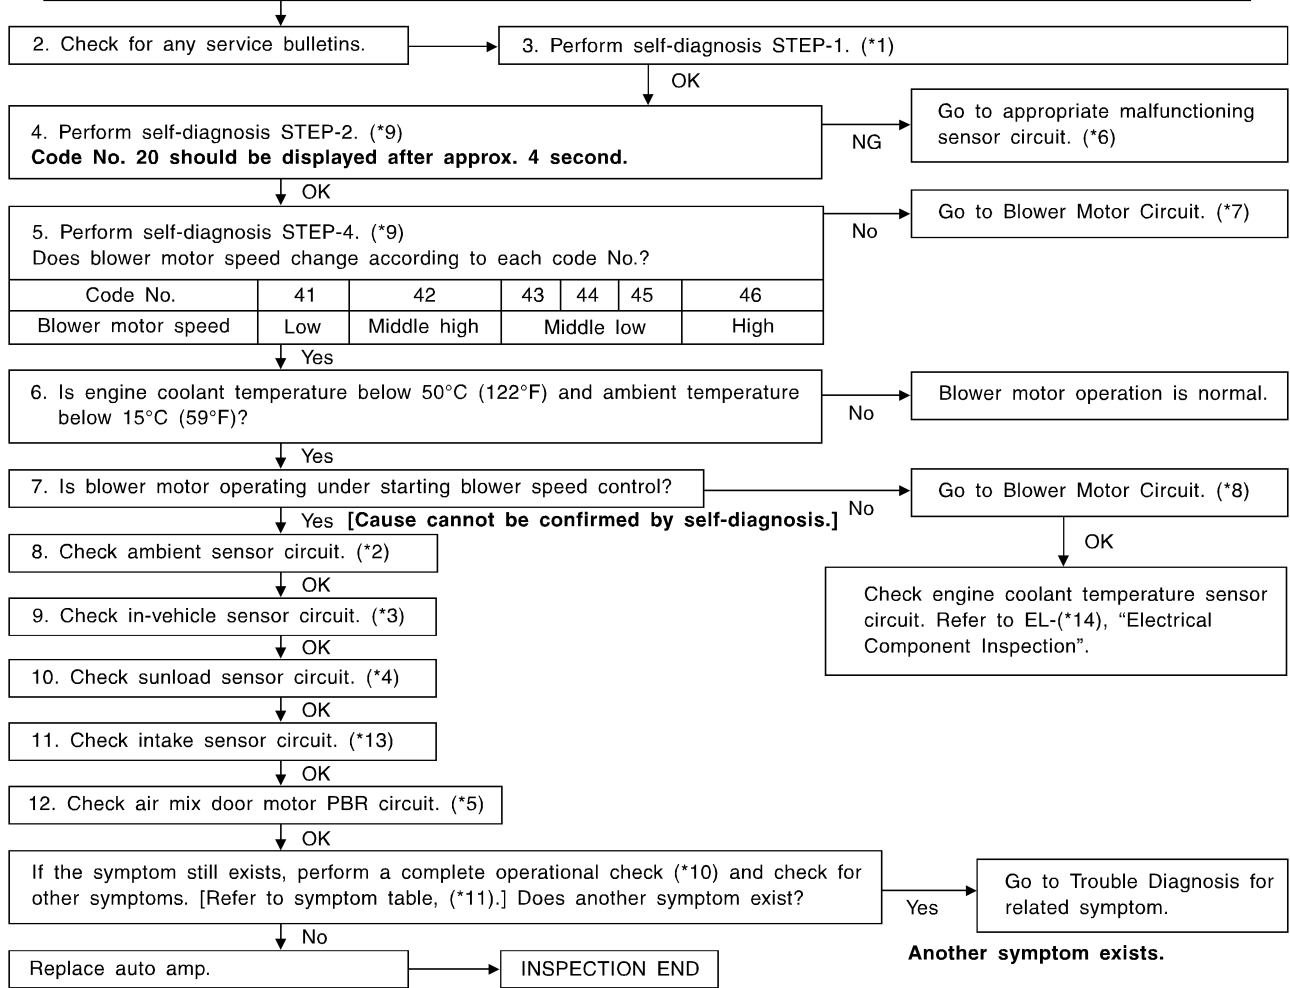 2. Check for any service bulletins.
3. Perform self-diagnosis STEP-1. (*1)
OK
4. Perform self-diagnosis STEP-2. (*9)
Code No. 20 should be displayed after approx. 4 second.
NG
Go to appropriate malfunctioning
sensor circuit. (*6)
OK
5. Perform self-diagnosis STEP-4. (*9)
Does blower motor speed change according to each code No.?
No
Go to Blower Motor Circuit. (*7)
Code No. 41 42 43 44 45 46
Blower motor speed Low Middle high Middle low High
Yes
6. Is engine coolant temperature below 50°C (122°F) and ambient temperature
below 15°C (59°F)?
No
Blower motor operation is normal.
Yes
7. Is blower motor operating under starting blower speed control?
No
Go to Blower Motor Circuit. (*8)
Yes [Cause cannot be confirmed by self-diagnosis.]
OK
Check engine coolant temperature sensor
circuit. Refer to EL-(*14), “Electrical
Component Inspection”.
8. Check ambient sensor circuit. (*2)
OK
9. Check in-vehicle sensor circuit. (*3)
OK
10. Check sunload sensor circuit. (*4)
OK
11. Check intake sensor circuit. (*13)
OK
12. Check air mix door motor PBR circuit. (*5)
OK
If the symptom still exists, perform a complete operational check (*10) and check for
other symptoms. [Refer to symptom table, (*11).] Does another symptom exist?
Yes
Go to Trouble Diagnosis for
related symptom.
Another symptom exists.
No
Replace auto amp.
INSPECTION END